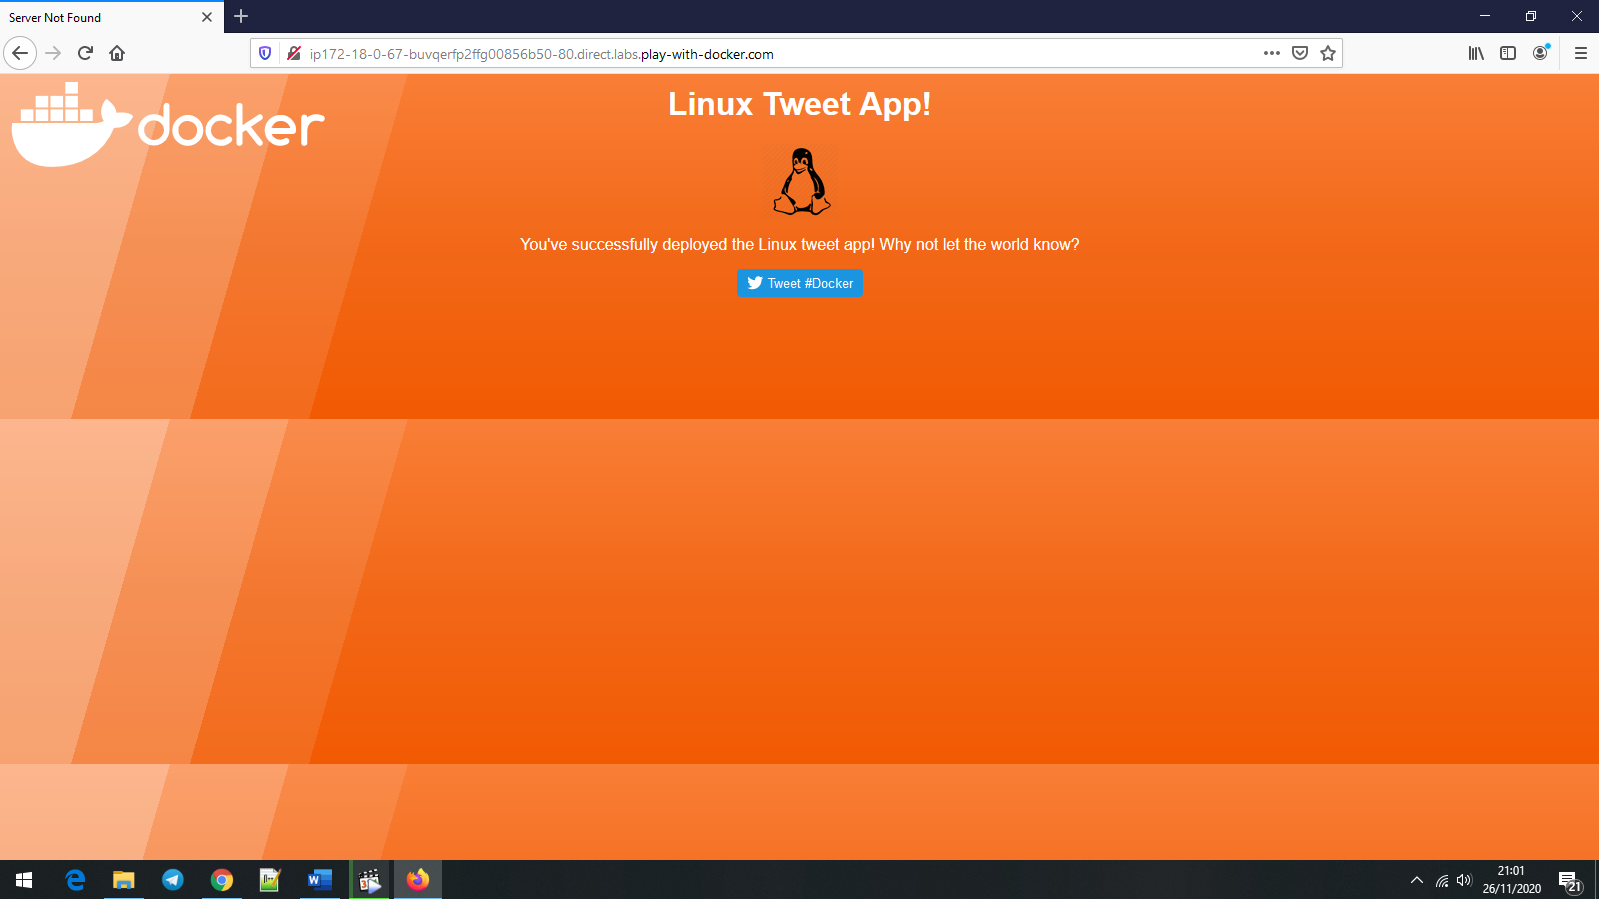 Server Not Found
ip172-18-0-67-buvqerfp2ffg00856b50-80.direct.labs.play-with-docker.com
docker
Linux Tweet App!
You've successfully deployed the Linux tweet app! Why not let the world know?
Tweet #Docker
21:01
26/11/2020
21